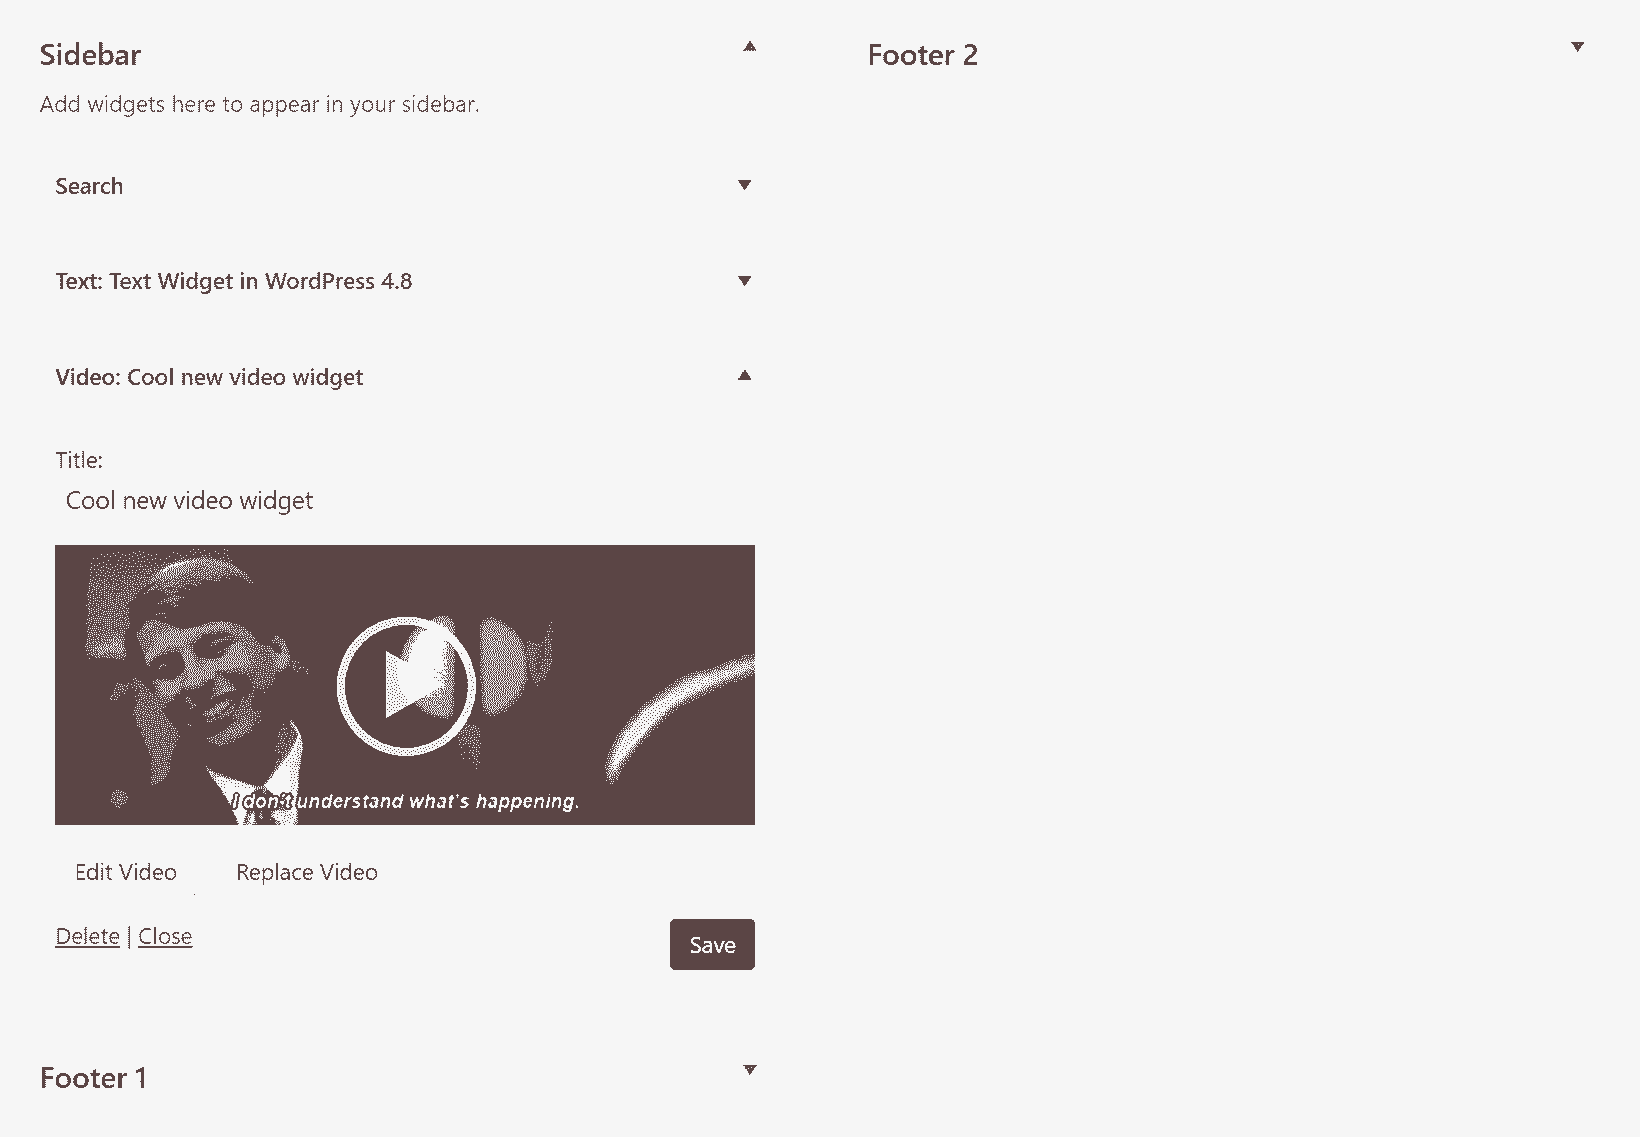 Sidebar
Add widgets here to appear in your sidebar.
Search
Text: Text Widget in WordPress 4.8
Video: Cool new video widget
Title:
Cool new video widget
I don't understand what's happening.
Edit Video
Replace Video
Delete | Close
Save
Footer 1
Footer 2